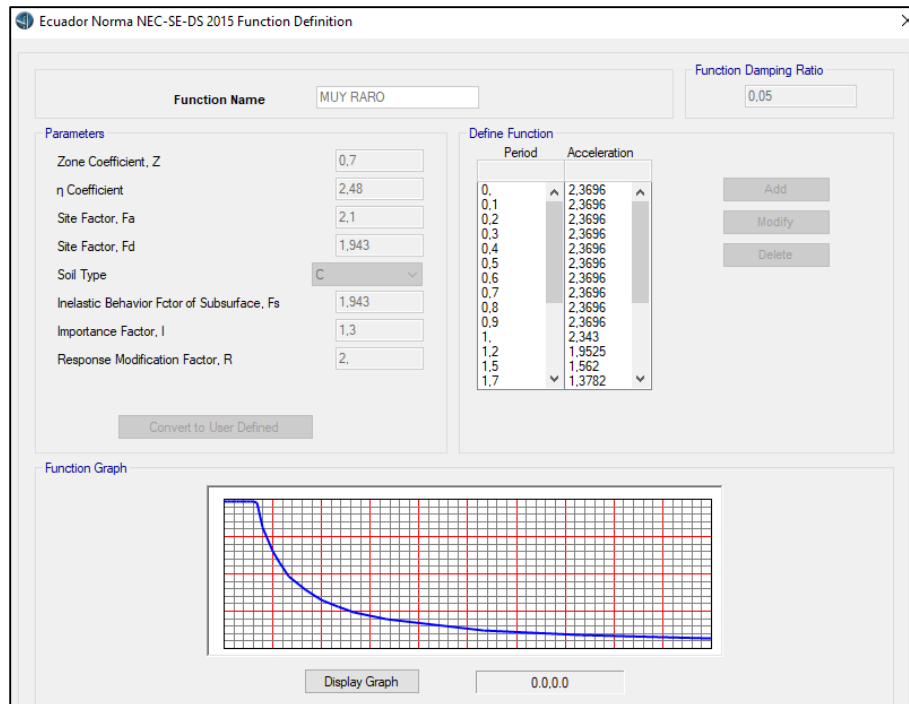 Ecuador Norma NEC-SE-DS 2015 Function Definition
Function Damping Ratio
Function Name MUY RARO 0,05
Parameters
Zone Coefficient, Z 0,7
η Coefficient 2,48
Site Factor, Fa 2,1
Site Factor, Fd 1,943
Soil Type C
Inelastic Behavior Fctor of Subsurface, Fs 1,943
Importance Factor, I 1,3
Response Modification Factor, R 2,
Convert to User Defined
Define Function
Period Acceleration
0, 2,3696
0,1 2,3696
0,2 2,3696
0,3 2,3696
0,4 2,3696
0,5 2,3696
0,6 2,3696
0,7 2,3696
0,8 2,3696
0,9 2,3696
1, 2,343
1,2 1,9525
1,5 1,562
1,7 1,3782
Add
Modify
Delete
Function Graph
Display Graph 0.0,0.0